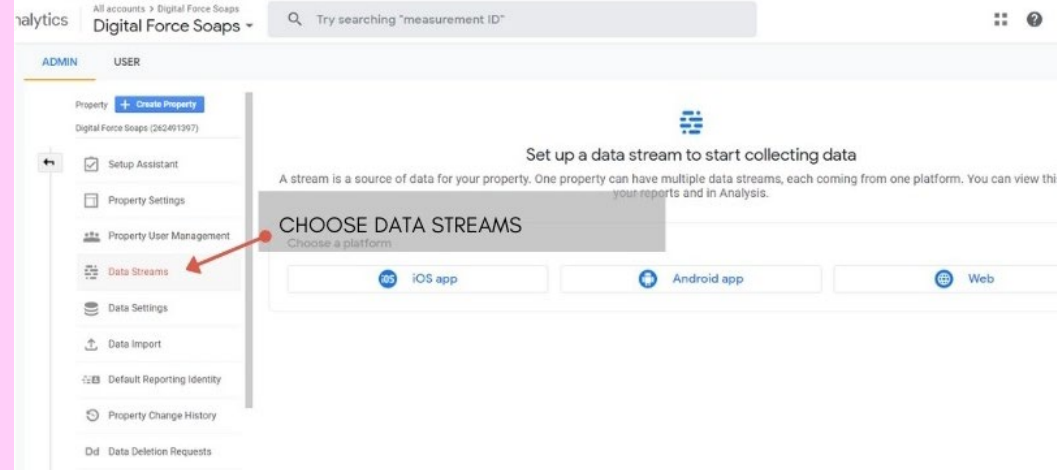 nalytics
All accounts > Digital Force Soaps
Digital Force Soaps
Try searching "measurement ID"
ADMIN
USER
Property
+ Create Property
Digital Force Soaps (262491397)
Setup Assistant
Property Settings
Property User Management
Data Streams
Data Settings
Data Import
Default Reporting Identity
Property Change History
Dd Data Deletion Requests
Set up a data stream to start collecting data
A stream is a source of data for your property. One property can have multiple data streams, each coming from one platform. You can view thi
your reports and in Analysis.
CHOOSE DATA STREAMS
Choose a platform
iOS iOS app
Android app
Web